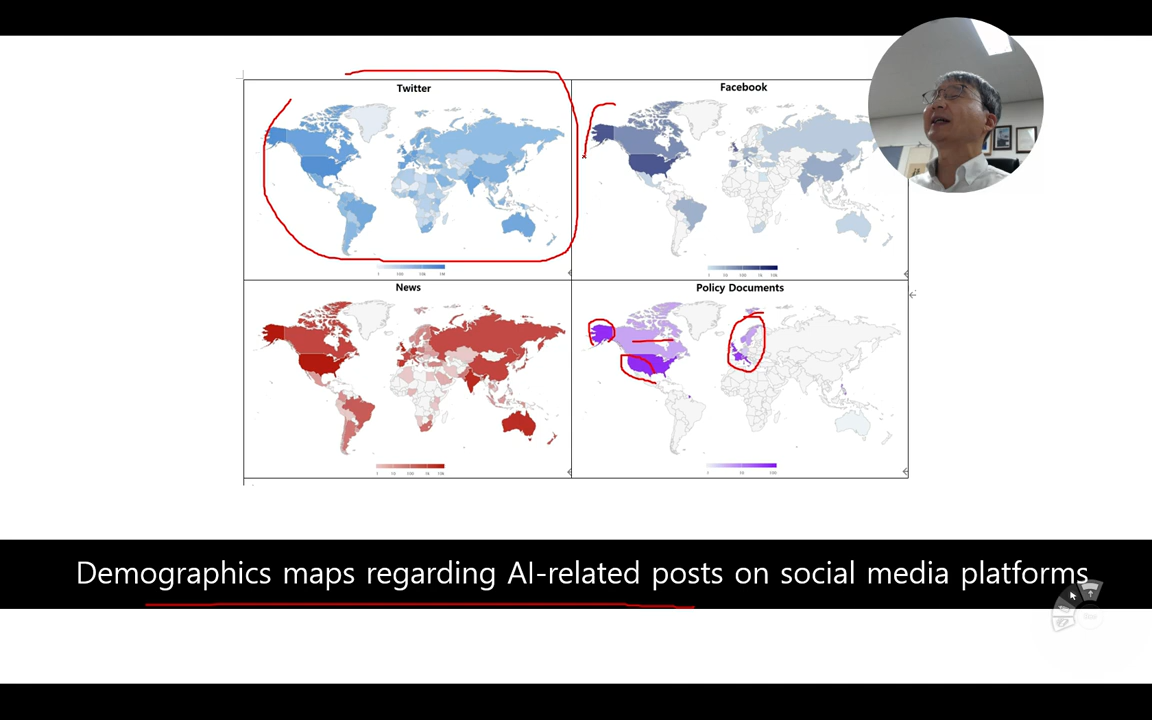 Twitter
Facebook
News
Policy Documents
Demographics maps regarding AI-related posts on social media platforms